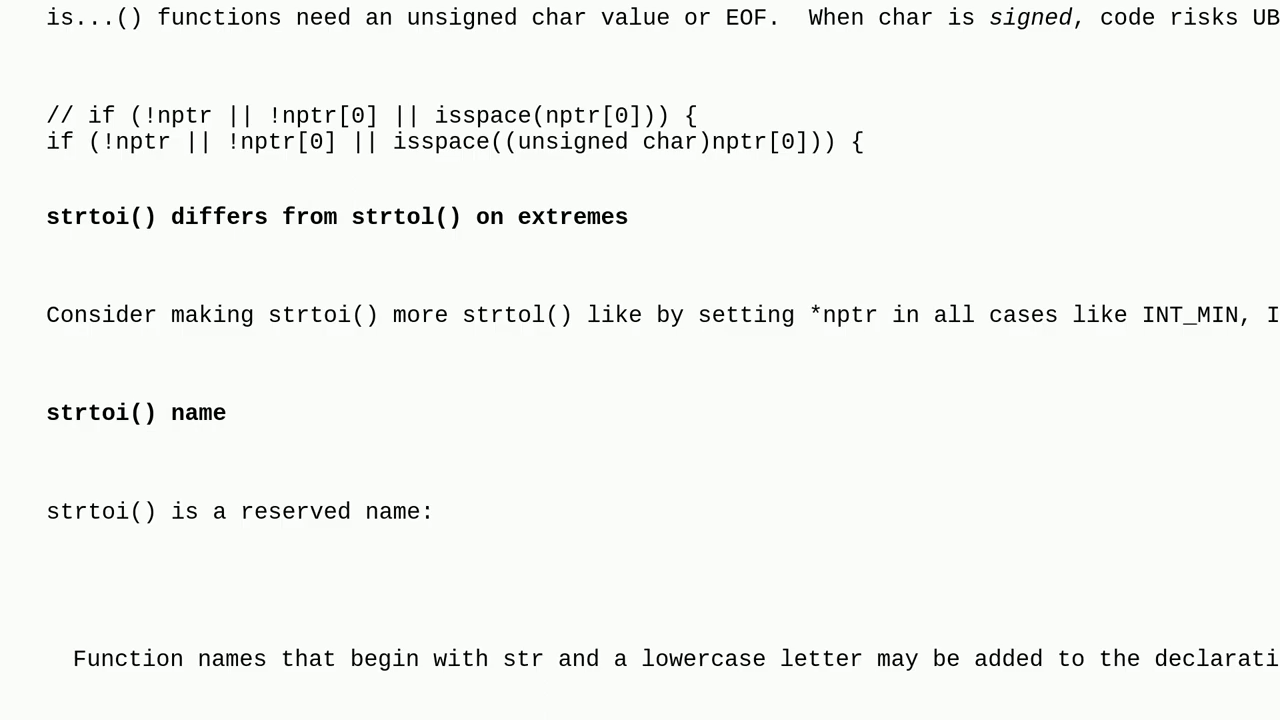 is...() functions need an unsigned char value or EOF.  When char is signed, code risks UB
// if (!nptr || !nptr[0] || isspace(nptr[0])) {
if (!nptr || !nptr[0] || isspace((unsigned char)nptr[0])) {
strtoi() differs from strtol() on extremes
Consider making strtoi() more strtol() like by setting *nptr in all cases like INT_MIN, I
strtoi() name
strtoi() is a reserved name:
Function names that begin with str and a lowercase letter may be added to the declarati